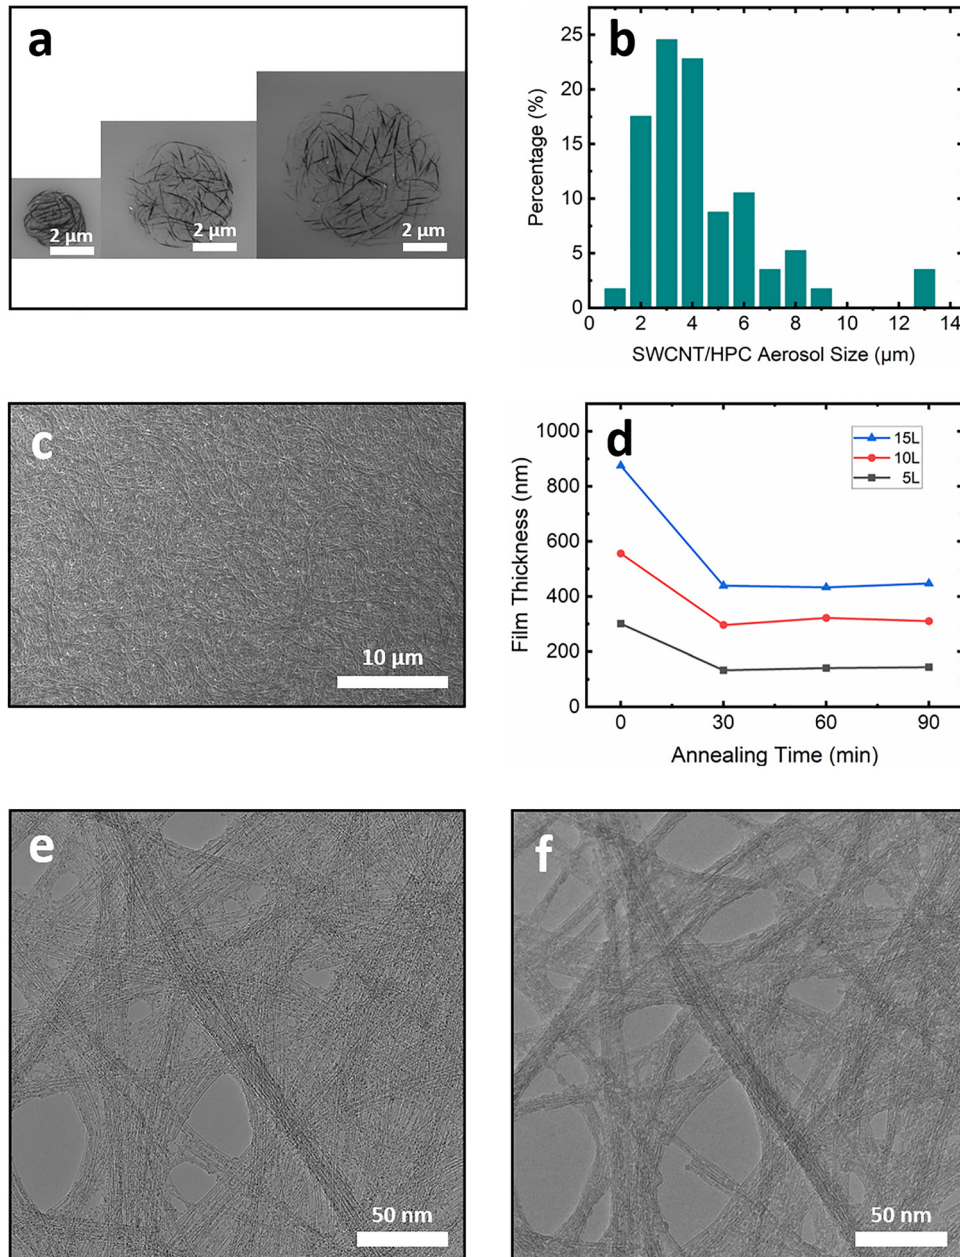 a
2 µm
2 µm
2 µm
b
Percentage (%)
25
20
15
10
5
0
0 2 4 6 8 10 12 14
SWCNT/HPC Aerosol Size (µm)
c
10 µm
d
Film Thickness (nm)
1000
800
600
400
200
0
15L
10L
5L
0 30 60 90
Annealing Time (min)
e
50 nm
f
50 nm